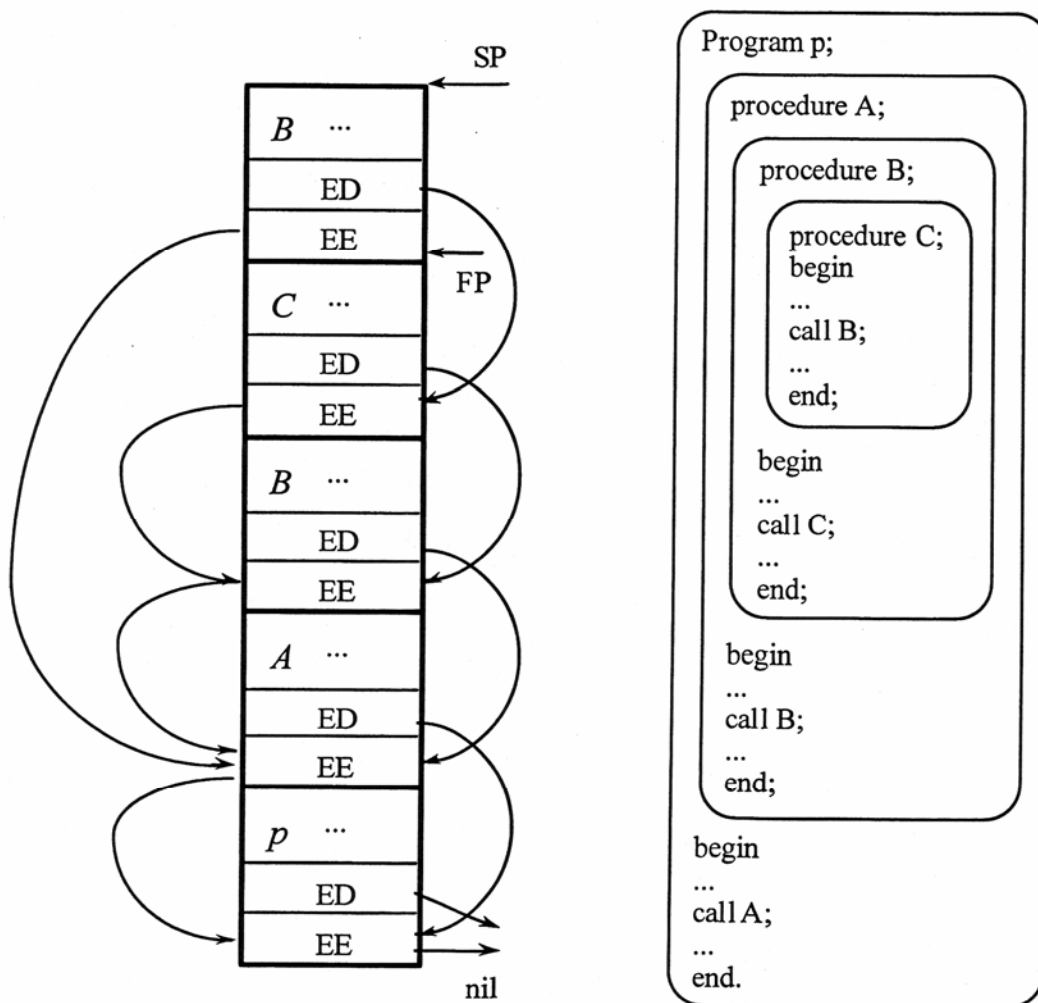 SP
B ...
ED
EE
FP
C ...
ED
EE
B ...
ED
EE
A ...
ED
EE
p ...
ED
EE
nil
Program p;
procedure A;
procedure B;
procedure C;
begin
...
call B;
...
end;
begin
...
call C;
...
end;
begin
...
call B;
...
end;
begin
...
call A;
...
end.